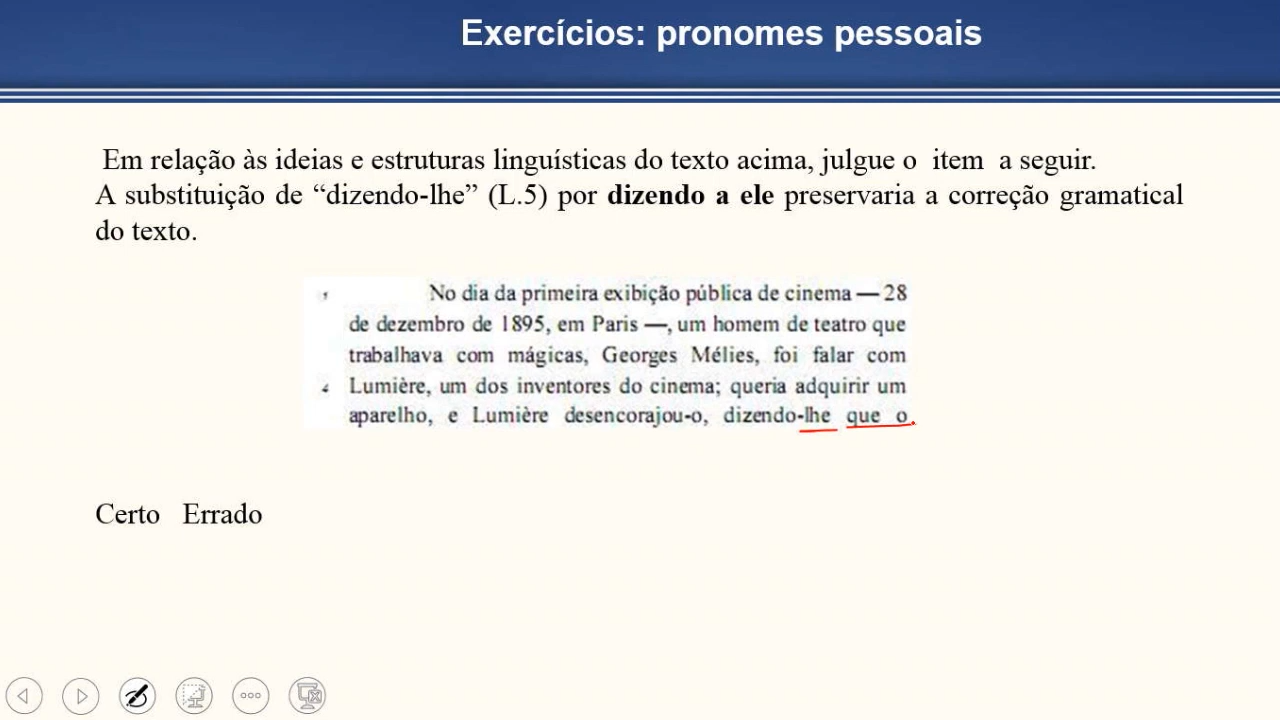 Exercícios: pronomes pessoais
Em relação às ideias e estruturas linguísticas do texto acima, julgue o item a seguir.
A substituição de “dizendo-lhe” (L.5) por dizendo a ele preservaria a correção gramatical
do texto.
1 No dia da primeira exibição pública de cinema — 28
de dezembro de 1895, em Paris —, um homem de teatro que
trabalhava com mágicas, Georges Mélies, foi falar com
4 Lumière, um dos inventores do cinema; queria adquirir um
aparelho, e Lumière desencorajou-o, dizendo-lhe que o
Certo Errado